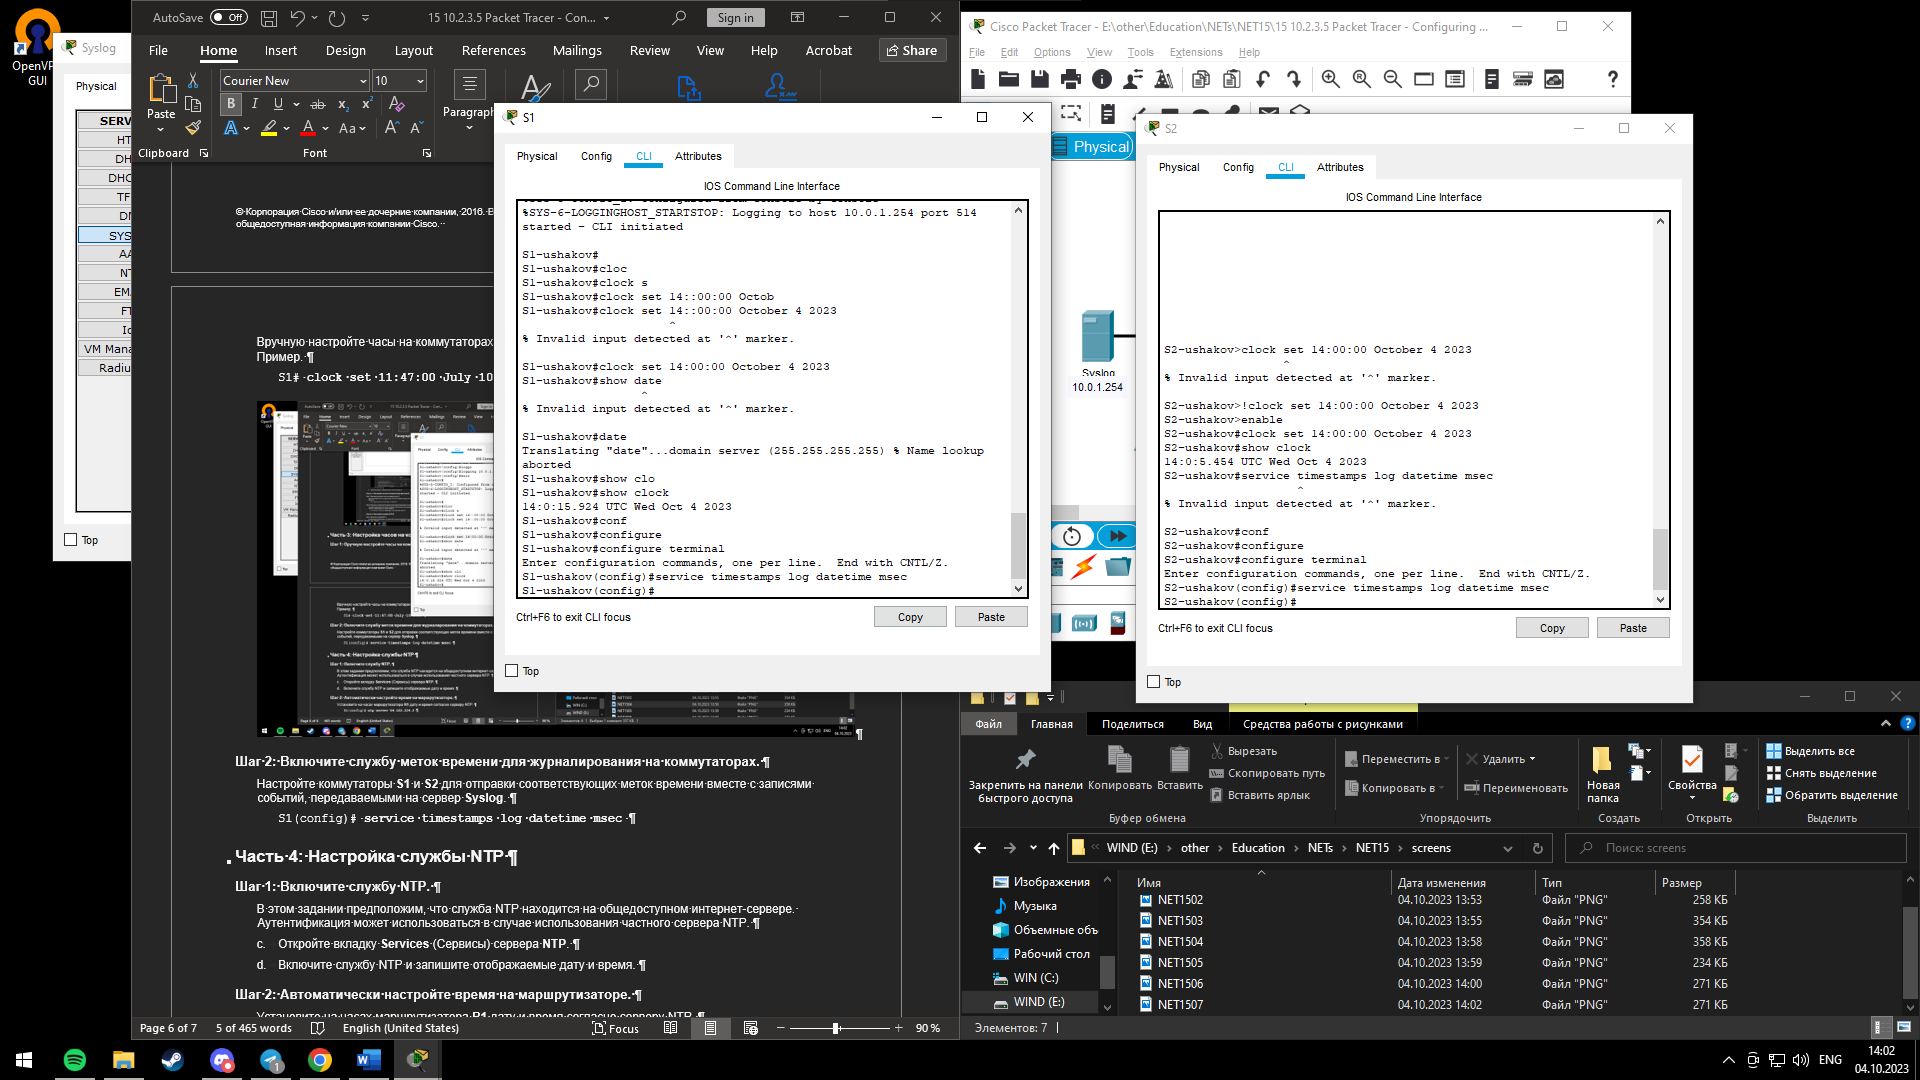 OpenVP
GUI
Syslog
Physical
SERV
HT
DH
DHC
TF
DN
SYS
AA
NT
EMA
FT
Io
VM Mana
Radiu
Top
AutoSave
Off
15 10.2.3.5 Packet Tracer - Con...
Sign in
File
Home
Insert
Design
Layout
References
Mailings
Review
View
Help
Acrobat
Share
Courier New
10
Paste
Paragraph
Clipboard
Font
© Корпорация Cisco и/или ее дочерние компании, 2016. В
общедоступная информация компании Cisco.
Вручную настройте часы на коммутаторах
Пример. ¶
S1# clock set 11:47:00 July 10
Шаг 2: Включите службу меток времени для журналирования на коммутаторах. ¶
Настройте коммутаторы S1 и S2 для отправки соответствующих меток времени вместе с записями
событий, передаваемыми на сервер Syslog. ¶
S1(config)# service timestamps log datetime msec ¶
Часть 4: Настройка службы NTP ¶
Шаг 1: Включите службу NTP. ¶
В этом задании предположим, что служба NTP находится на общедоступном интернет-сервере.
Аутентификация может использоваться в случае использования частного сервера NTP. ¶
c. Откройте вкладку Services (Сервисы) сервера NTP. ¶
d. Включите службу NTP и запишите отображаемые дату и время. ¶
Шаг 2: Автоматически настройте время на маршрутизаторе. ¶
Установите на часах маршрутизатора R1 дату и время согласно серверу NTP. ¶
Page 6 of 7
5 of 465 words
English (United States)
Focus
90 %
S1
Physical
Config
CLI
Attributes
IOS Command Line Interface
%SYS-6-LOGGINGHOST_STARTSTOP: Logging to host 10.0.1.254 port 514
started - CLI initiated
S1-ushakov#
S1-ushakov#cloc
S1-ushakov#clock s
S1-ushakov#clock set 14::00:00 Octob
S1-ushakov#clock set 14::00:00 October 4 2023
^
% Invalid input detected at '^' marker.
S1-ushakov#clock set 14:00:00 October 4 2023
S1-ushakov#show date
^
% Invalid input detected at '^' marker.
S1-ushakov#date
Translating "date"...domain server (255.255.255.255) % Name lookup
aborted
S1-ushakov#show clo
S1-ushakov#show clock
14:0:15.924 UTC Wed Oct 4 2023
S1-ushakov#conf
S1-ushakov#configure
S1-ushakov#configure terminal
Enter configuration commands, one per line.  End with CNTL/Z.
S1-ushakov(config)#service timestamps log datetime msec
S1-ushakov(config)#
Ctrl+F6 to exit CLI focus
Copy
Paste
Top
Cisco Packet Tracer - E:\other\Education\NETs\NET15\15 10.2.3.5 Packet Tracer - Configuring ...
File
Edit
Options
View
Tools
Extensions
Help
Physical
Syslog
10.0.1.254
S2
Physical
Config
CLI
Attributes
IOS Command Line Interface
S2-ushakov>clock set 14:00:00 October 4 2023
^
% Invalid input detected at '^' marker.
S2-ushakov>!clock set 14:00:00 October 4 2023
S2-ushakov>enable
S2-ushakov#clock set 14:00:00 October 4 2023
S2-ushakov#show clock
14:0:5.454 UTC Wed Oct 4 2023
S2-ushakov#service timestamps log datetime msec
^
% Invalid input detected at '^' marker.
S2-ushakov#conf
S2-ushakov#configure
S2-ushakov#configure terminal
Enter configuration commands, one per line.  End with CNTL/Z.
S2-ushakov(config)#service timestamps log datetime msec
S2-ushakov(config)#
Ctrl+F6 to exit CLI focus
Copy
Paste
Top
Файл
Главная
Поделиться
Вид
Средства работы с рисунками
Закрепить на панели
быстрого доступа
Копировать
Вставить
Вырезать
Скопировать путь
Вставить ярлык
Буфер обмена
Переместить в
Копировать в
Удалить
Переименовать
Упорядочить
Новая
папка
Создать
Свойства
Открыть
Выделить все
Снять выделение
Обратить выделение
Выделить
WIND (E:)
other
Education
NETs
NET15
screens
Поиск: screens
Изображения
Музыка
Объемные объ
Рабочий стол
WIN (C:)
WIND (E:)
Имя
Дата изменения
Тип
Размер
NET1502 04.10.2023 13:53 Файл "PNG" 258 КБ
NET1503 04.10.2023 13:55 Файл "PNG" 354 КБ
NET1504 04.10.2023 13:58 Файл "PNG" 358 КБ
NET1505 04.10.2023 13:59 Файл "PNG" 234 КБ
NET1506 04.10.2023 14:00 Файл "PNG" 271 КБ
NET1507 04.10.2023 14:02 Файл "PNG" 271 КБ
Элементов: 7
1
ENG
14:02
04.10.2023